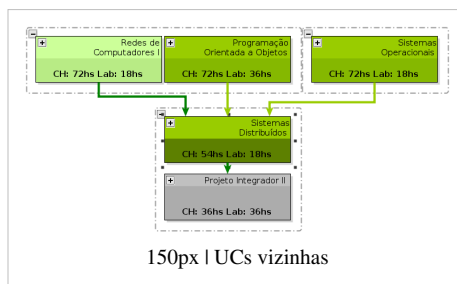 Redes de
Computadores I
CH: 72hs Lab: 18hs
Programação
Orientada a Objetos
CH: 72hs Lab: 36hs
Sistemas
Operacionais
CH: 72hs Lab: 18hs
Sistemas
Distribuídos
CH: 54hs Lab: 18hs
Projeto Integrador II
CH: 36hs Lab: 36hs
150px | UCs vizinhas